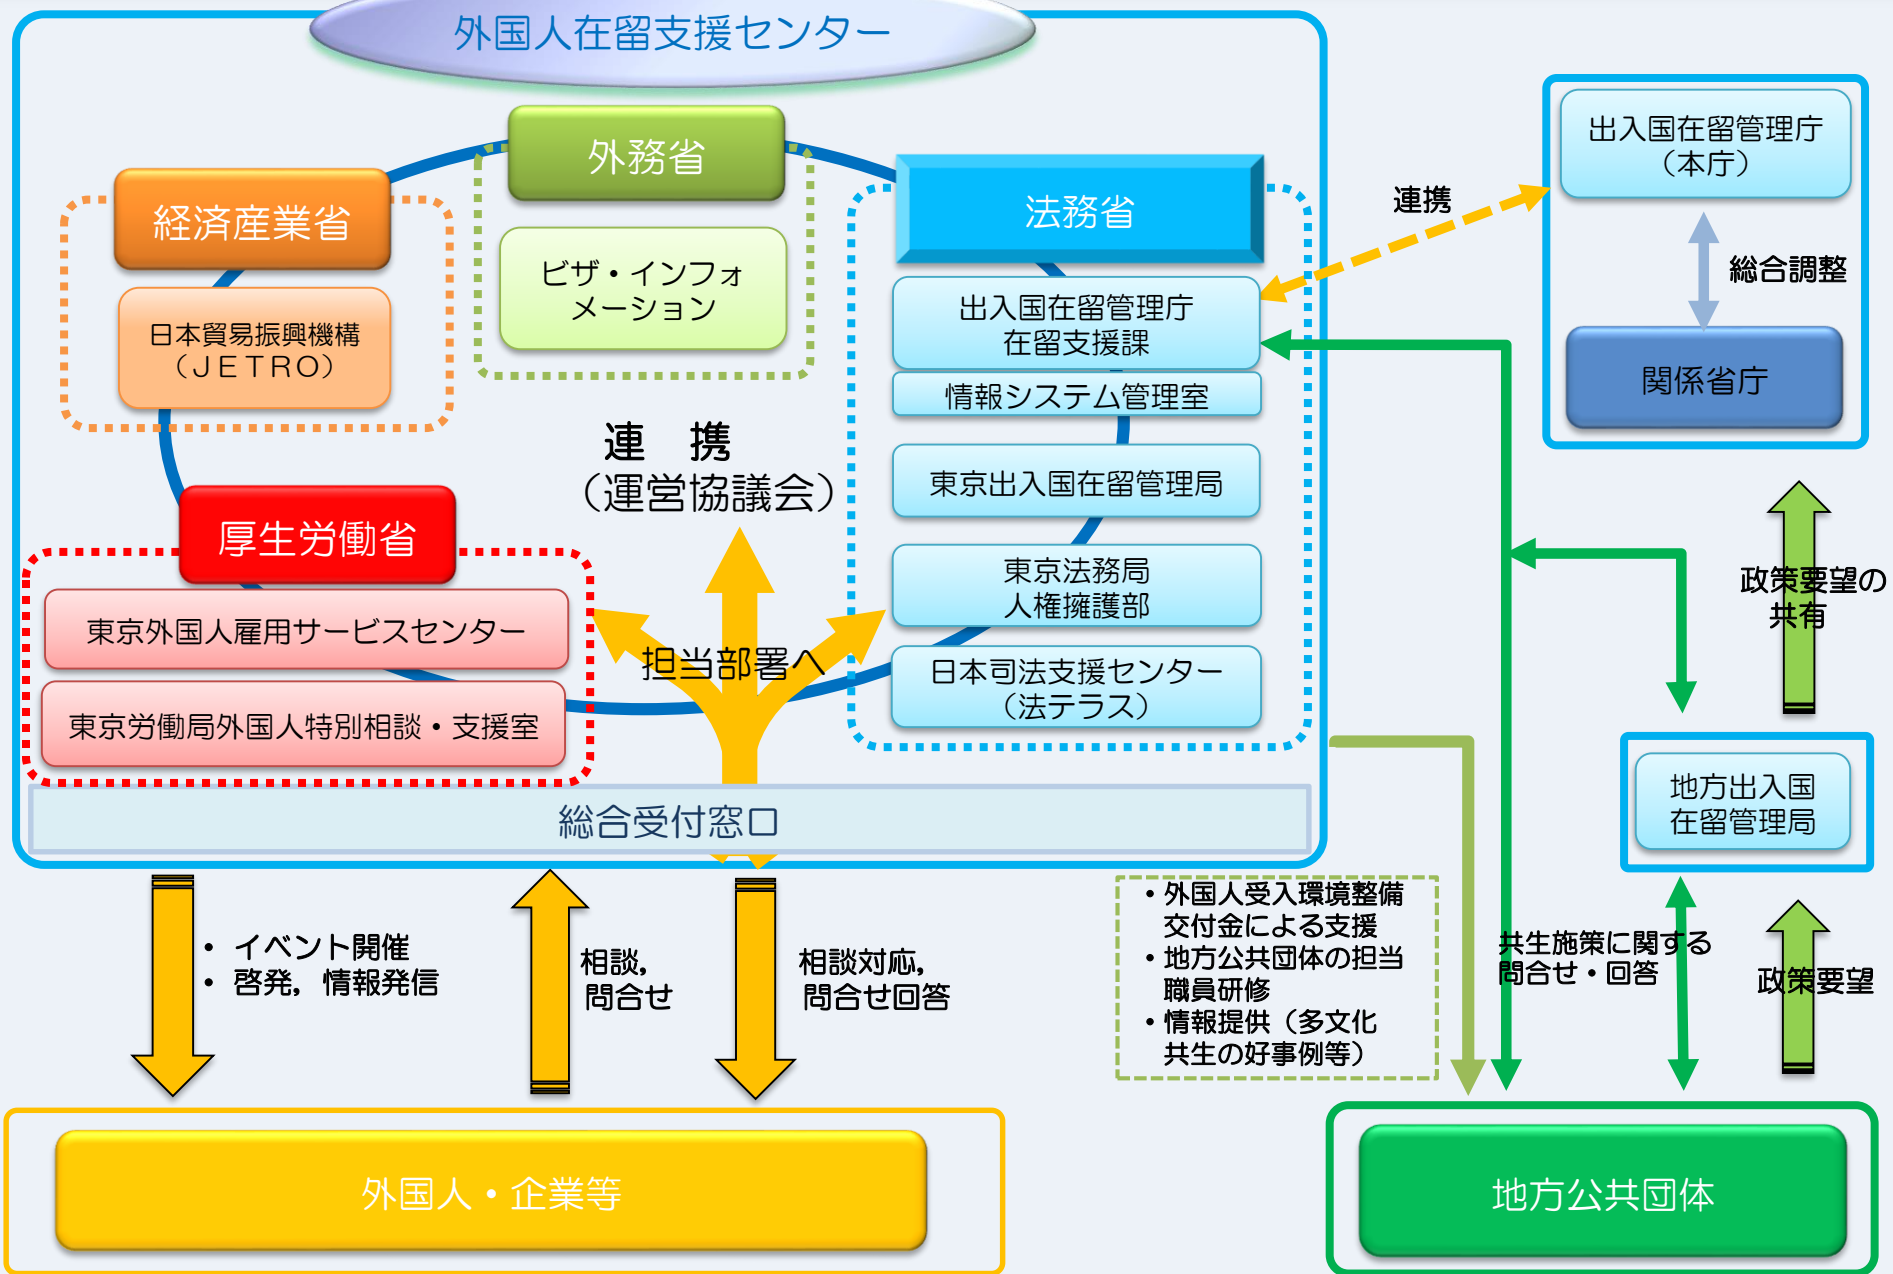 外国人在留支援センター
外務省
ビザ・インフォ
メーション
経済産業省
日本貿易振興機構
（ＪＥＴＲＯ）
法務省
出入国在留管理庁
在留支援課
情報システム管理室
東京出入国在留管理局
東京法務局
人権擁護部
日本司法支援センター
（法テラス）
連　携
（運営協議会）
厚生労働省
東京外国人雇用サービスセンター
東京労働局外国人特別相談・支援室
担当部署へ
総合受付窓口
連携
出入国在留管理庁
（本庁）
総合調整
関係省庁
政策要望の
共有
地方出入国
在留管理局
• イベント開催
• 啓発，情報発信
相談，
問合せ
相談対応，
問合せ回答
・外国人受入環境整備
交付金による支援
・地方公共団体の担当
職員研修
・情報提供（多文化
共生の好事例等）
共生施策に関する
問合せ・回答
政策要望
外国人・企業等
地方公共団体